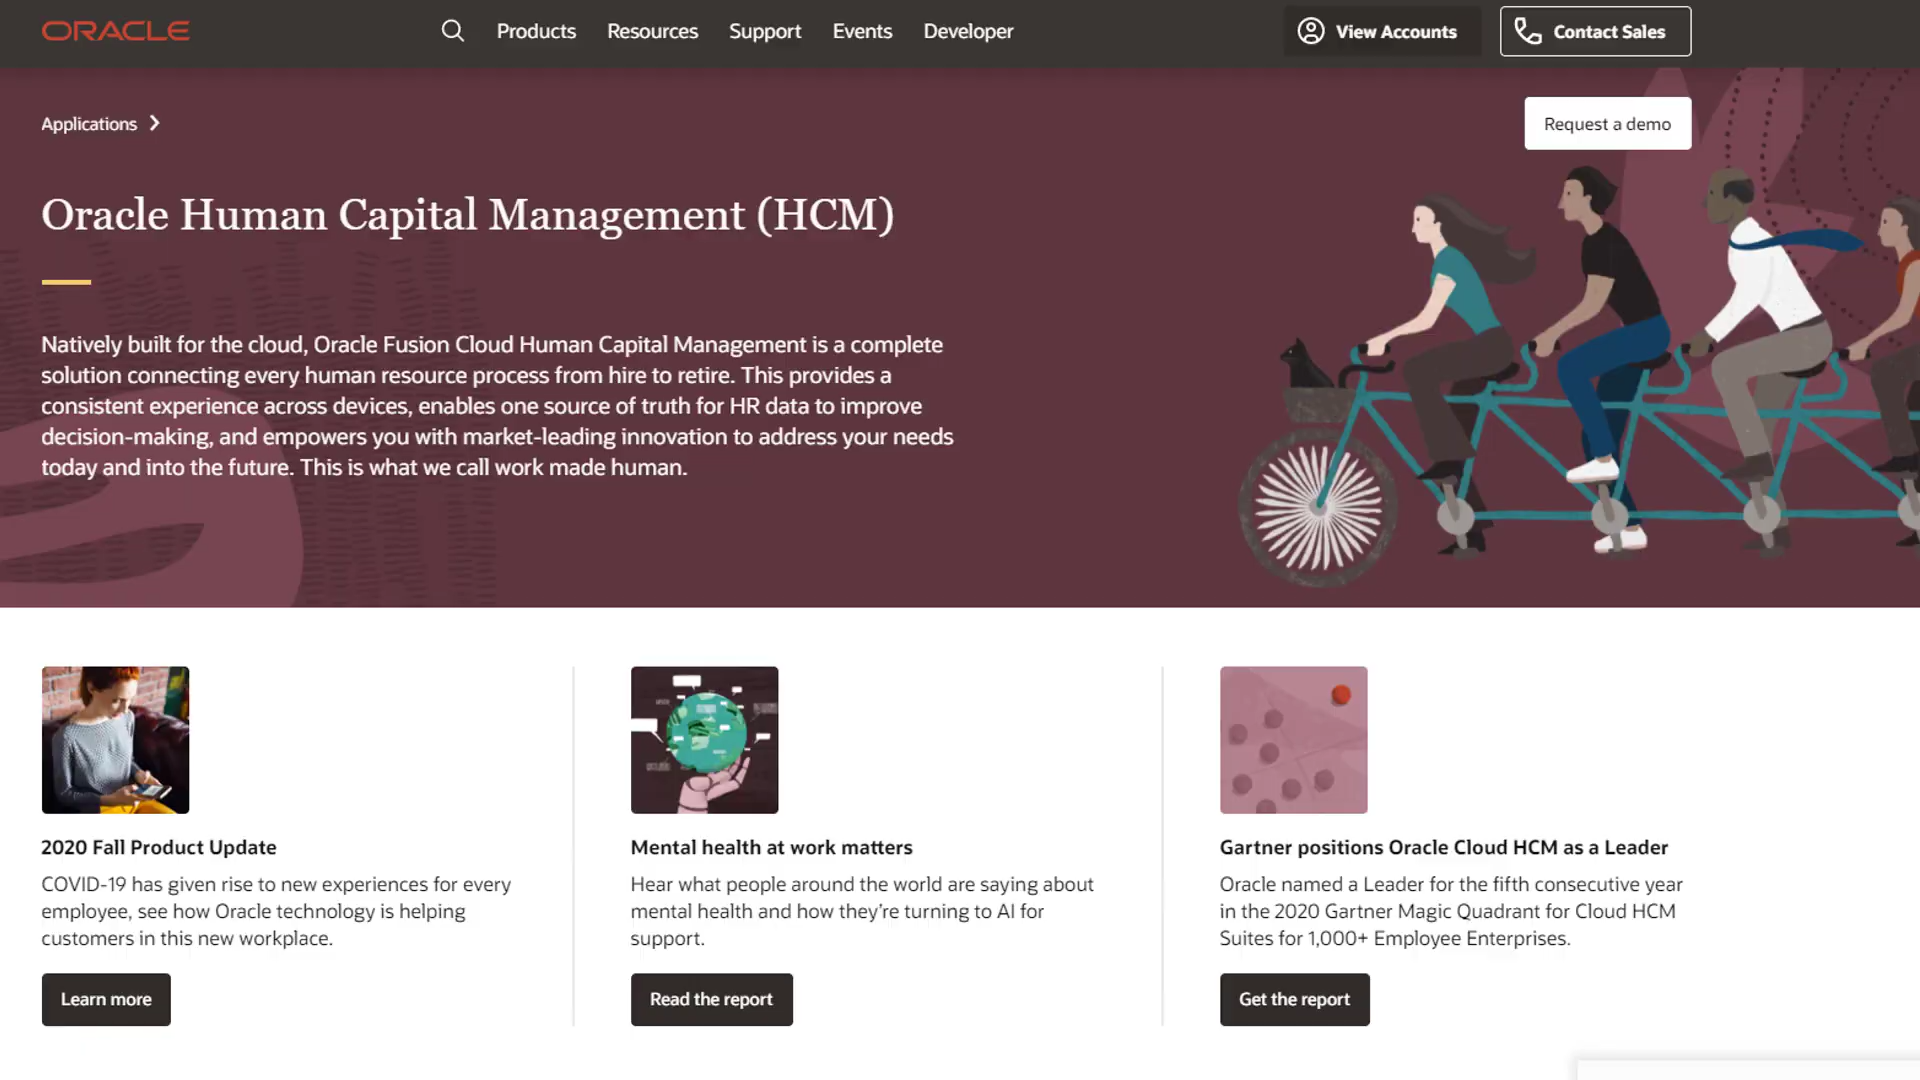 ORACLE
Products Resources Support Events Developer
View Accounts
Contact Sales
Applications
Request a demo
Oracle Human Capital Management (HCM)
Natively built for the cloud, Oracle Fusion Cloud Human Capital Management is a complete
solution connecting every human resource process from hire to retire. This provides a
consistent experience across devices, enables one source of truth for HR data to improve
decision-making, and empowers you with market-leading innovation to address your needs
today and into the future. This is what we call work made human.
2020 Fall Product Update
COVID-19 has given rise to new experiences for every
employee, see how Oracle technology is helping
customers in this new workplace.
Learn more
Mental health at work matters
Hear what people around the world are saying about
mental health and how they’re turning to AI for
support.
Read the report
Gartner positions Oracle Cloud HCM as a Leader
Oracle named a Leader for the fifth consecutive year
in the 2020 Gartner Magic Quadrant for Cloud HCM
Suites for 1,000+ Employee Enterprises.
Get the report